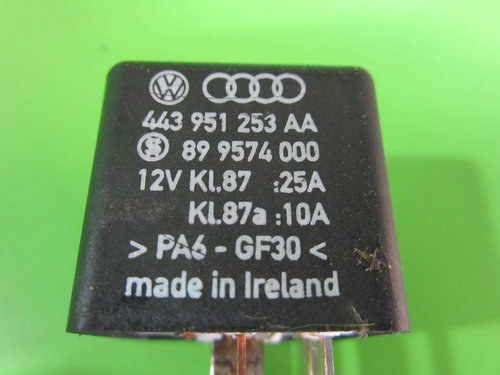 443 951 253 AA
89 9574 000
12V Kl.87 :25A
Kl.87a :10A
> PA6 - GF30 <
made in Ireland